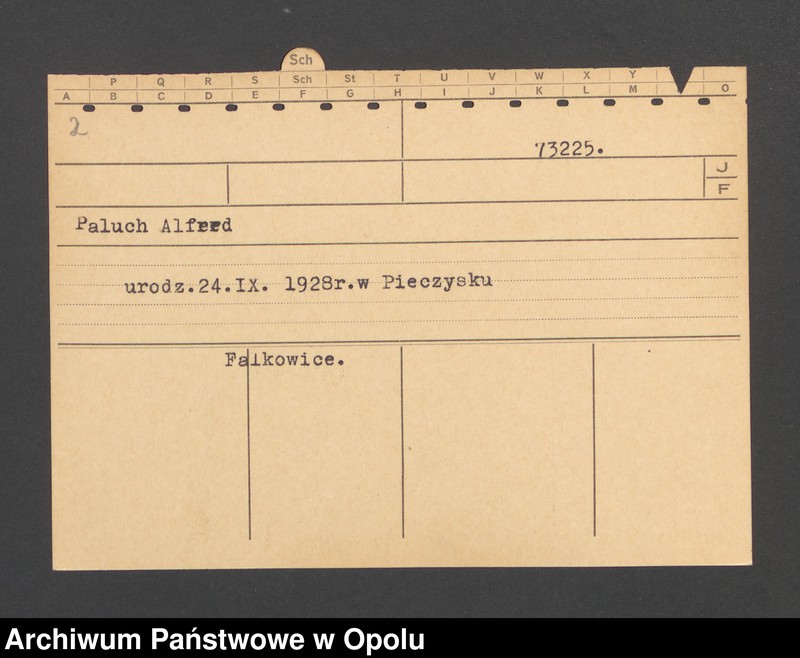 Sch
P Q R S Sch St T U V W X Y
A B C D E F G H I J K L M O
2
73225.
J
F
Paluch Alfred
urodz.24.IX. 1928r.w Pieczysku
Falkowice.
Archiwum Państwowe w Opolu